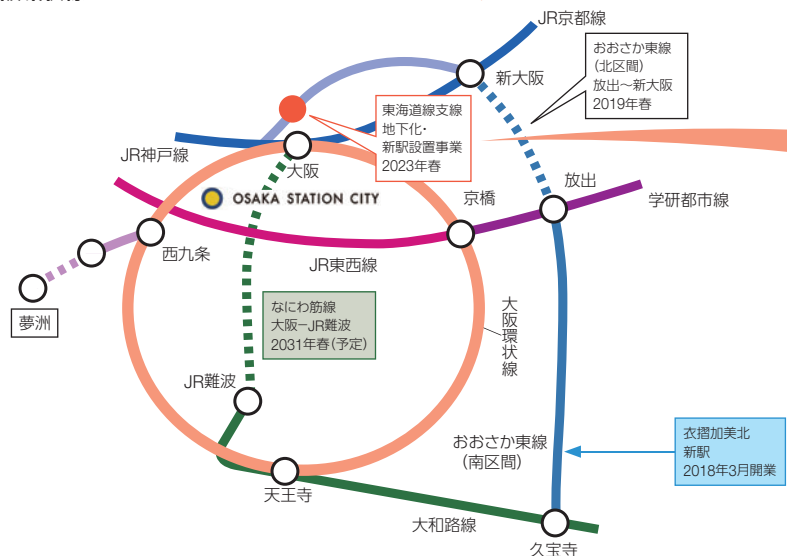 JR京都線
おおさか東線
(北区間)
放出～新大阪
2019年春
新大阪
東海道線支線
地下化・
新駅設置事業
2023年春
JR神戸線
大阪
OSAKA STATION CITY
京橋
放出
学研都市線
西九条
JR東西線
夢洲
なにわ筋線
大阪−JR難波
2031年春(予定)
大阪環状線
JR難波
おおさか東線
(南区間)
衣摺加美北
新駅
2018年3月開業
天王寺
大和路線
久宝寺